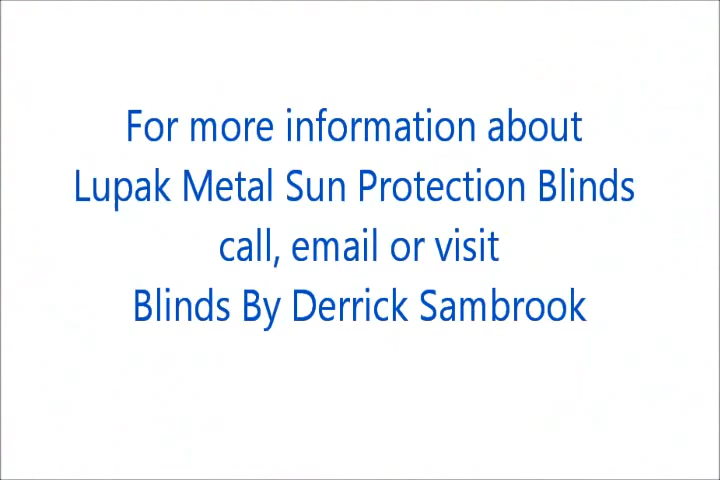 For more information about
Lupak Metal Sun Protection Blinds
call, email or visit
Blinds By Derrick Sambrook